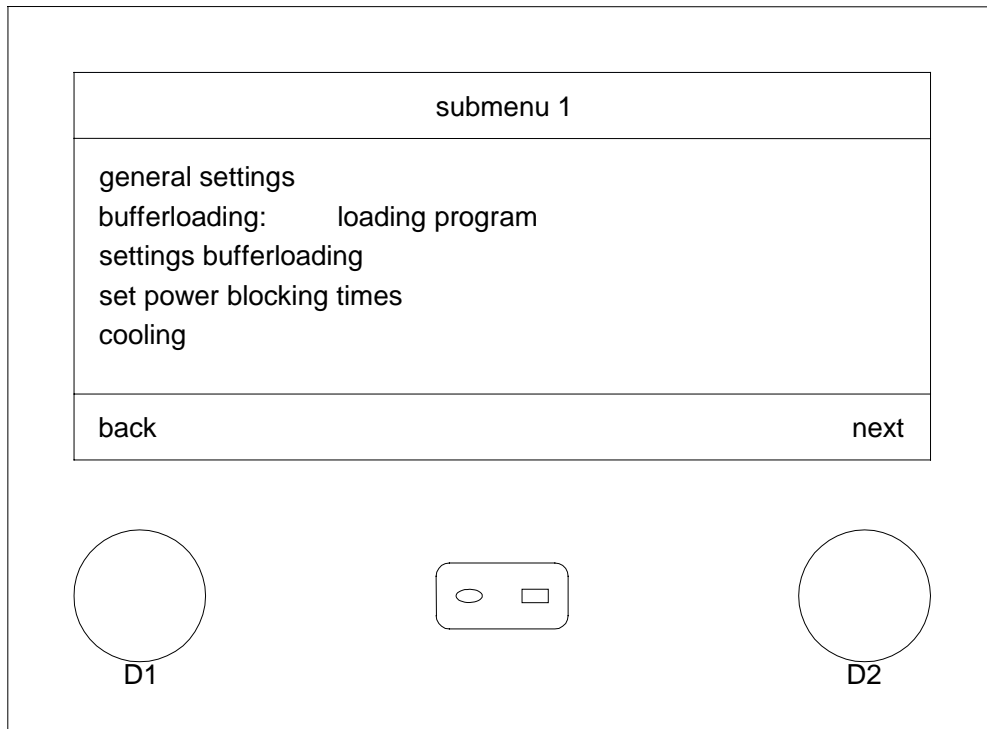 submenu 1
general settings
bufferloading: loading program
settings bufferloading
set power blocking times
cooling
back next
D1 D2